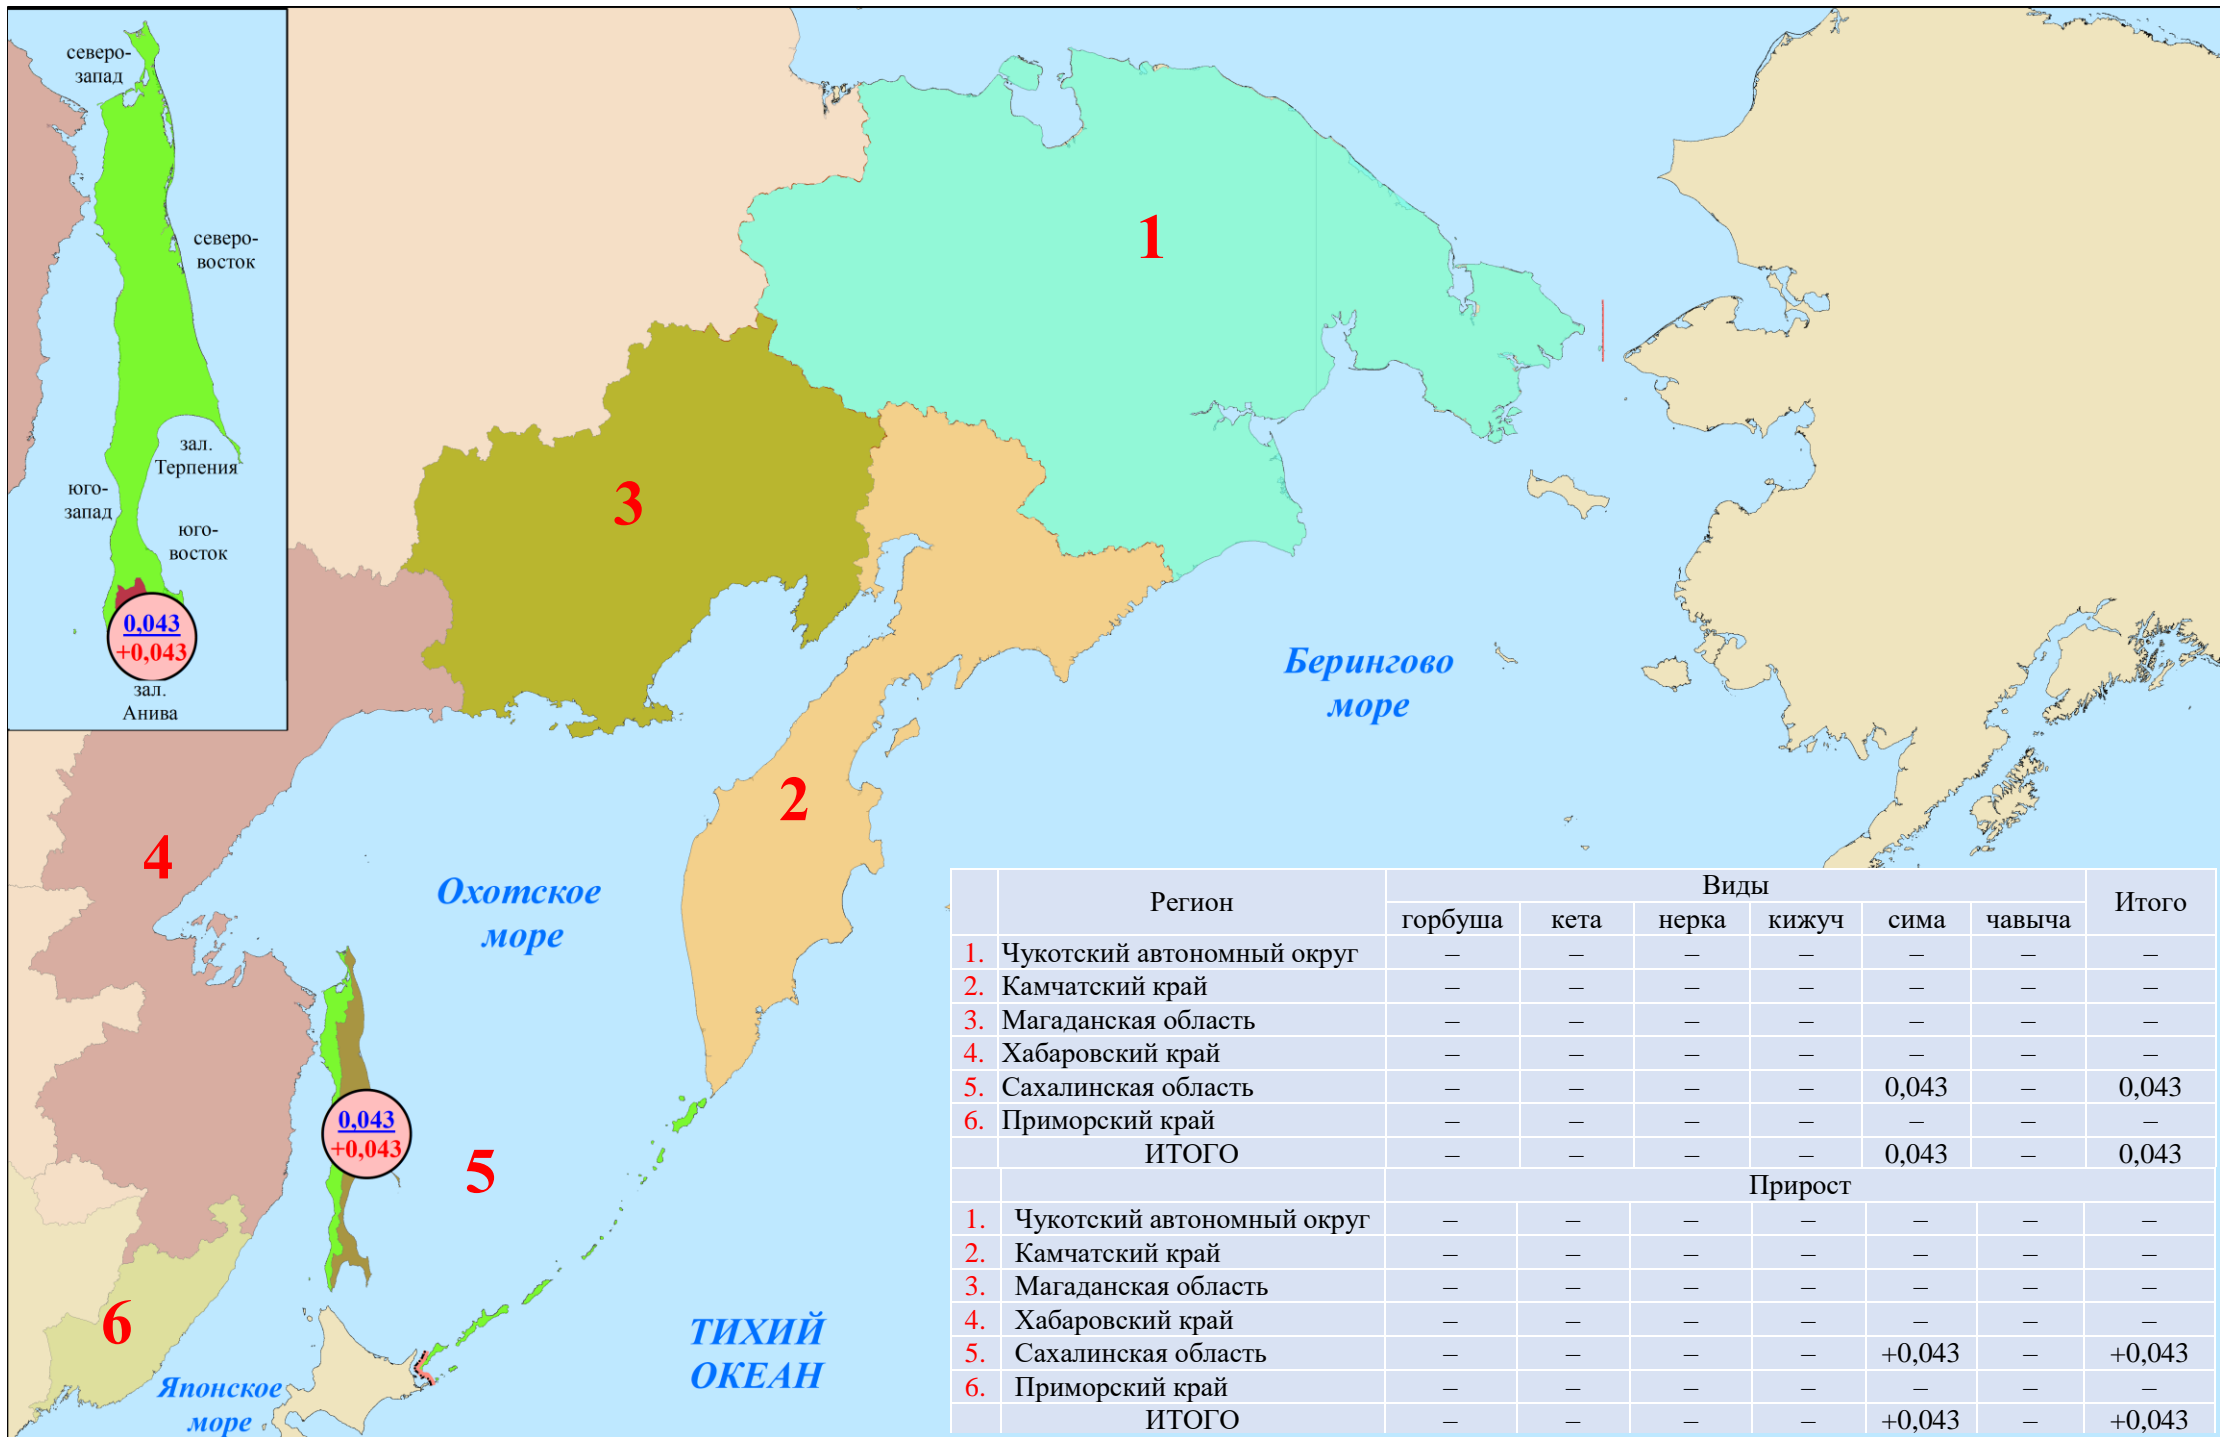 северо-
запад
северо-
восток
зал.
Терпения
юго-
запад
юго-
восток
0,043
+0,043
зал.
Анива
1
3
2
4
5
6
Берингово
море
Охотское
море
0,043
+0,043
ТИХИЙ
ОКЕАН
Японское
море
Регион Виды Итого
горбуша кета нерка кижуч сима чавыча
1. Чукотский автономный округ – – – – – – –
2. Камчатский край – – – – – – –
3. Магаданская область – – – – – – –
4. Хабаровский край – – – – – – –
5. Сахалинская область – – – – 0,043 – 0,043
6. Приморский край – – – – – – –
ИТОГО – – – – 0,043 – 0,043
Прирост
1. Чукотский автономный округ – – – – – – –
2. Камчатский край – – – – – – –
3. Магаданская область – – – – – – –
4. Хабаровский край – – – – – – –
5. Сахалинская область – – – – +0,043 – +0,043
6. Приморский край – – – – – – –
ИТОГО – – – – +0,043 – +0,043